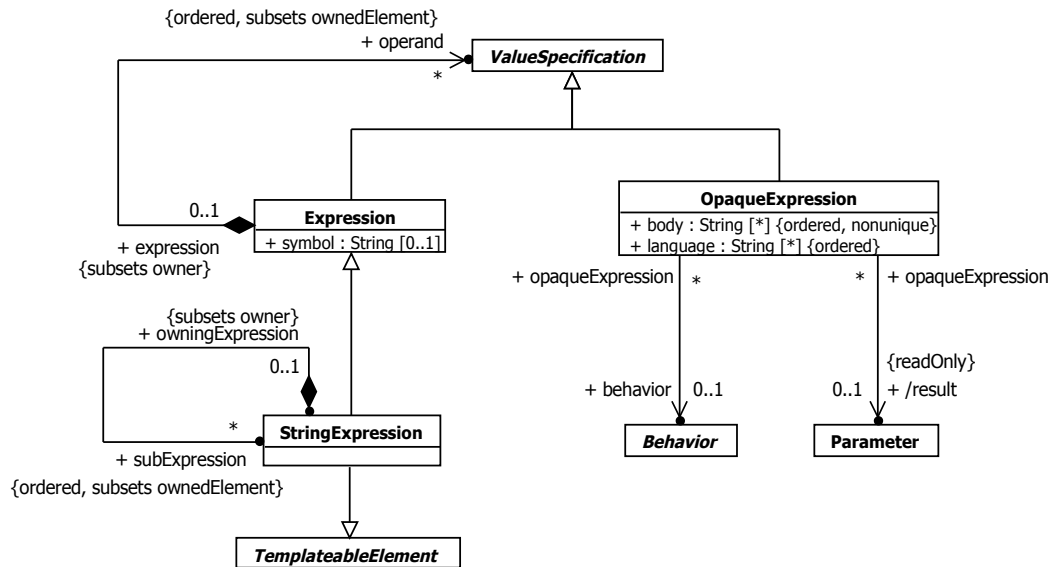 {ordered, subsets ownedElement}
+ operand
*
ValueSpecification
0..1
+ expression
{subsets owner}
Expression
+ symbol : String [0..1]
OpaqueExpression
+ body : String [*] {ordered, nonunique}
+ language : String [*] {ordered}
+ opaqueExpression
*
*
+ opaqueExpression
{subsets owner}
+ owningExpression
0..1
*
+ subExpression
{ordered, subsets ownedElement}
StringExpression
{readOnly}
+ behavior
0..1
0..1
+ /result
Behavior
Parameter
TemplateableElement